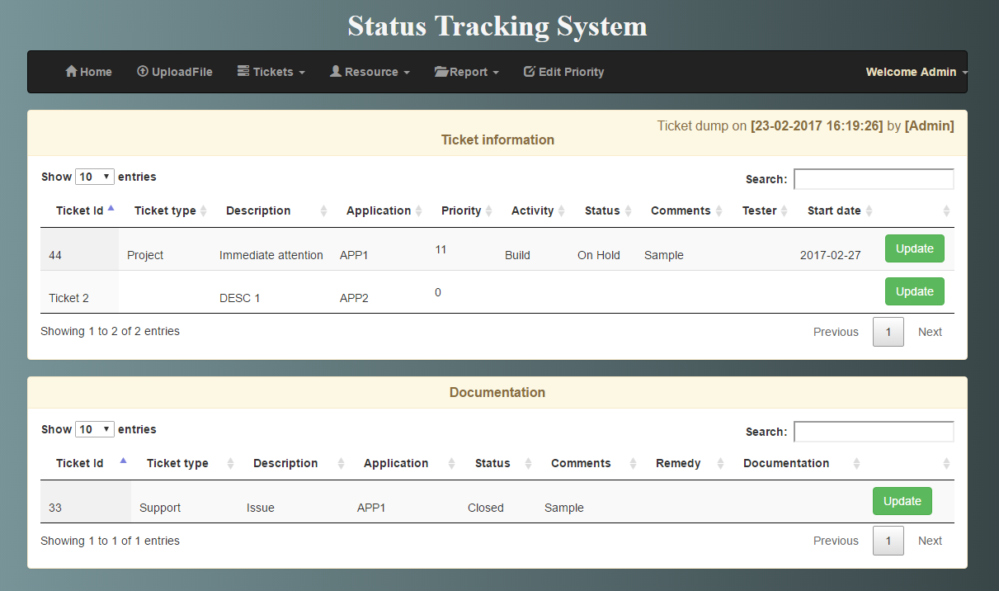 Status Tracking System
Home UploadFile Tickets Resource Report Edit Priority Welcome Admin
Ticket dump on [23-02-2017 16:19:26] by [Admin]
Ticket information
Show 10 entries Search:
Ticket Id Ticket type Description Application Priority Activity Status Comments Tester Start date
44 Project Immediate attention APP1 11 Build On Hold Sample 2017-02-27 Update
Ticket 2 DESC 1 APP2 0 Update
Showing 1 to 2 of 2 entries Previous 1 Next
Documentation
Show 10 entries Search:
Ticket Id Ticket type Description Application Status Comments Remedy Documentation
33 Support Issue APP1 Closed Sample Update
Showing 1 to 1 of 1 entries Previous 1 Next